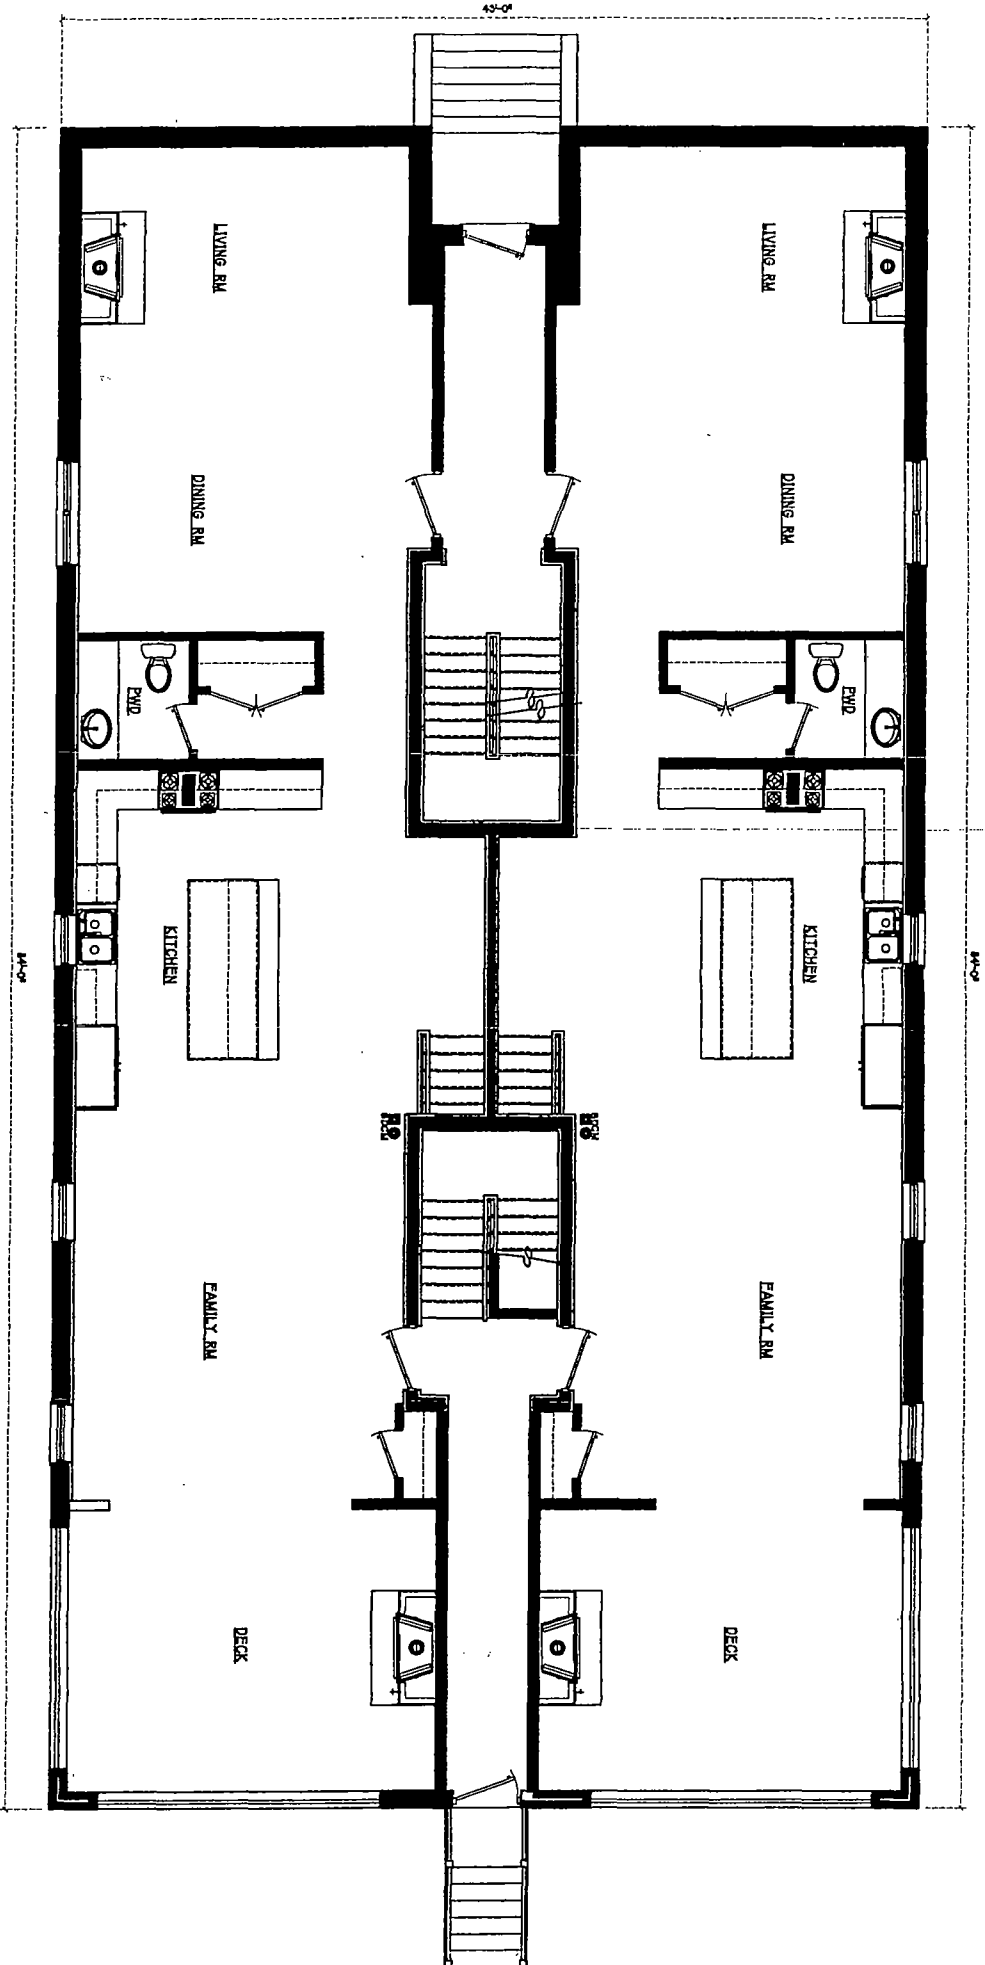 43'-0"
LIVING RM
LIVING RM
DINING RM
DINING RM
PWD
PWD
KITCHEN
KITCHEN
84'-0"
84'-0"
FAMILY RM
FAMILY RM
DECK
DECK